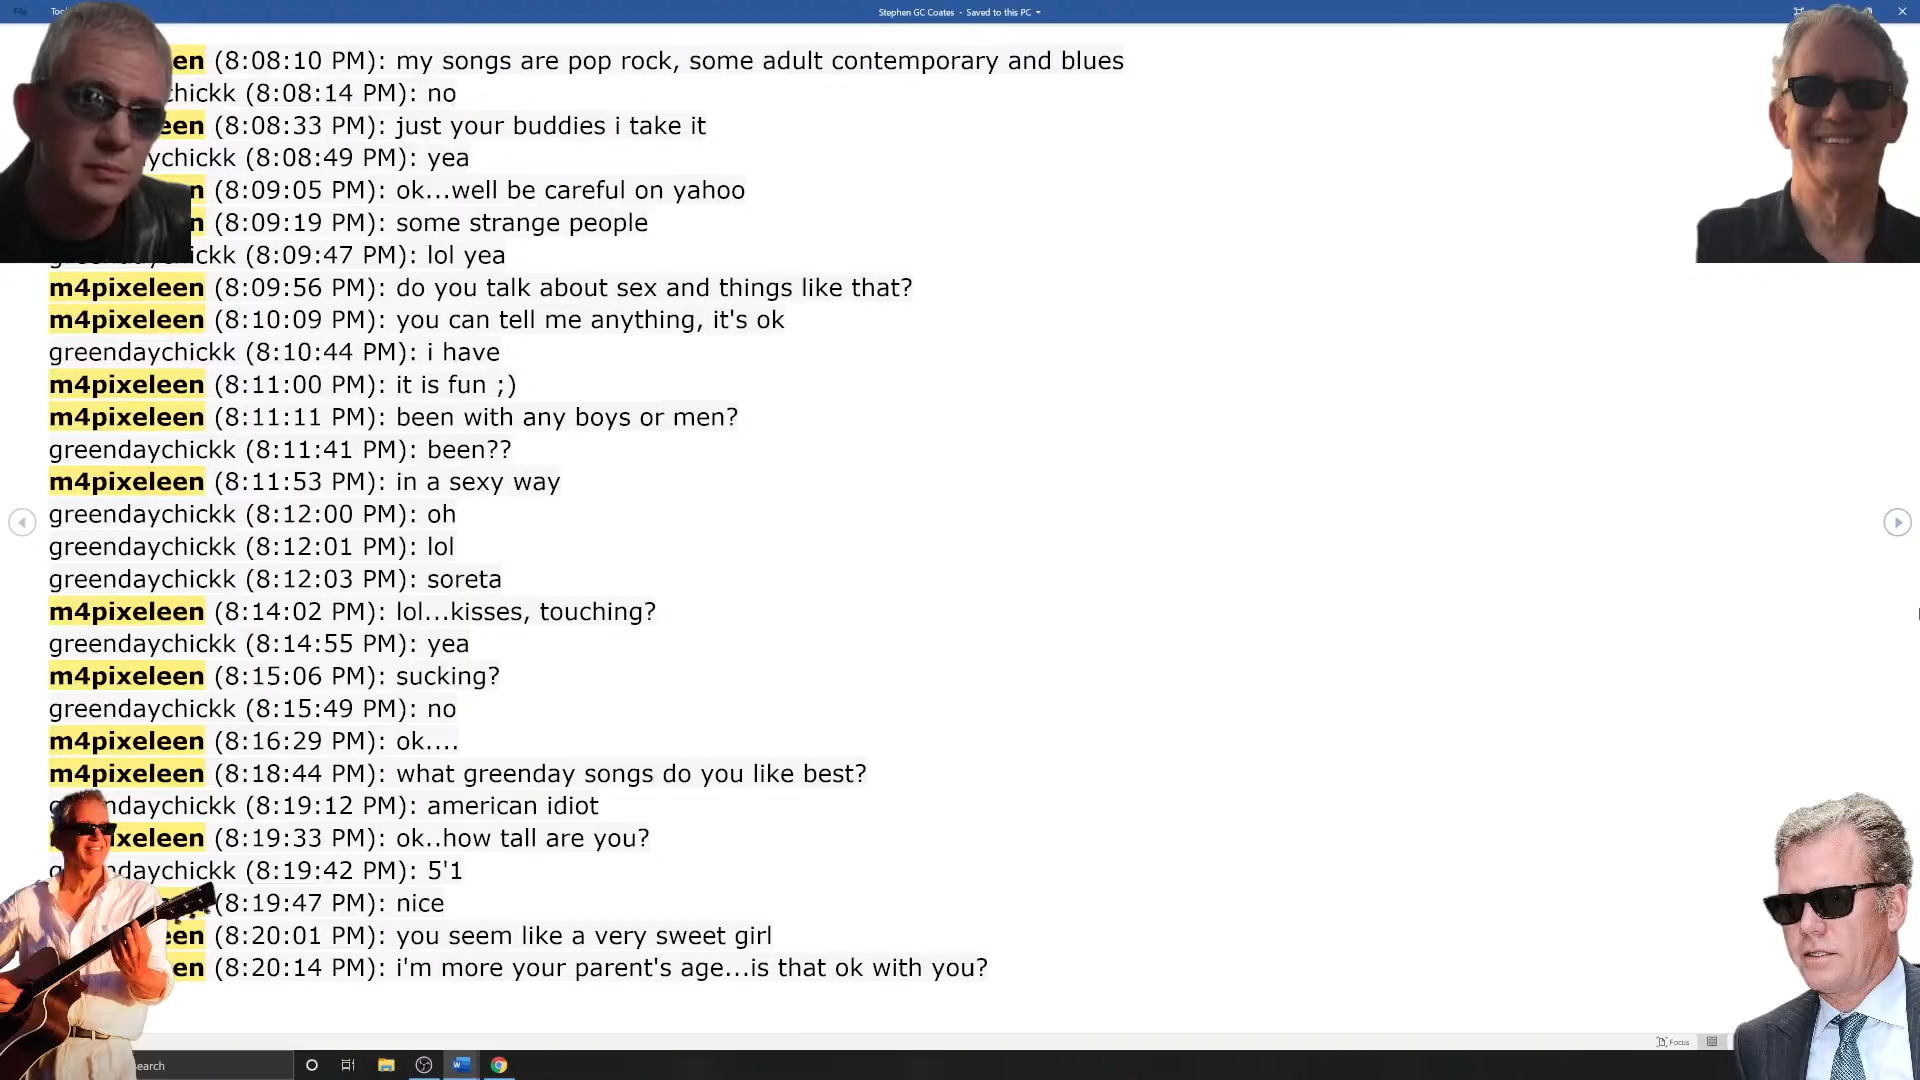 File
Stephen GC Coates - Saved to this PC
en (8:08:10 PM): my songs are pop rock, some adult contemporary and blues
hickk (8:08:14 PM): no
een (8:08:33 PM): just your buddies i take it
ychickk (8:08:49 PM): yea
n (8:09:05 PM): ok...well be careful on yahoo
n (8:09:19 PM): some strange people
ickk (8:09:47 PM): lol yea
m4pixeleen (8:09:56 PM): do you talk about sex and things like that?
m4pixeleen (8:10:09 PM): you can tell me anything, it's ok
greendaychickk (8:10:44 PM): i have
m4pixeleen (8:11:00 PM): it is fun ;)
m4pixeleen (8:11:11 PM): been with any boys or men?
greendaychickk (8:11:41 PM): been??
m4pixeleen (8:11:53 PM): in a sexy way
greendaychickk (8:12:00 PM): oh
greendaychickk (8:12:01 PM): lol
greendaychickk (8:12:03 PM): soreta
m4pixeleen (8:14:02 PM): lol...kisses, touching?
greendaychickk (8:14:55 PM): yea
m4pixeleen (8:15:06 PM): sucking?
greendaychickk (8:15:49 PM): no
m4pixeleen (8:16:29 PM): ok....
m4pixeleen (8:18:44 PM): what greenday songs do you like best?
greendaychickk (8:19:12 PM): american idiot
ixeleen (8:19:33 PM): ok..how tall are you?
ndaychickk (8:19:42 PM): 5'1
(8:19:47 PM): nice
een (8:20:01 PM): you seem like a very sweet girl
en (8:20:14 PM): i'm more your parent's age...is that ok with you?
Focus
earch